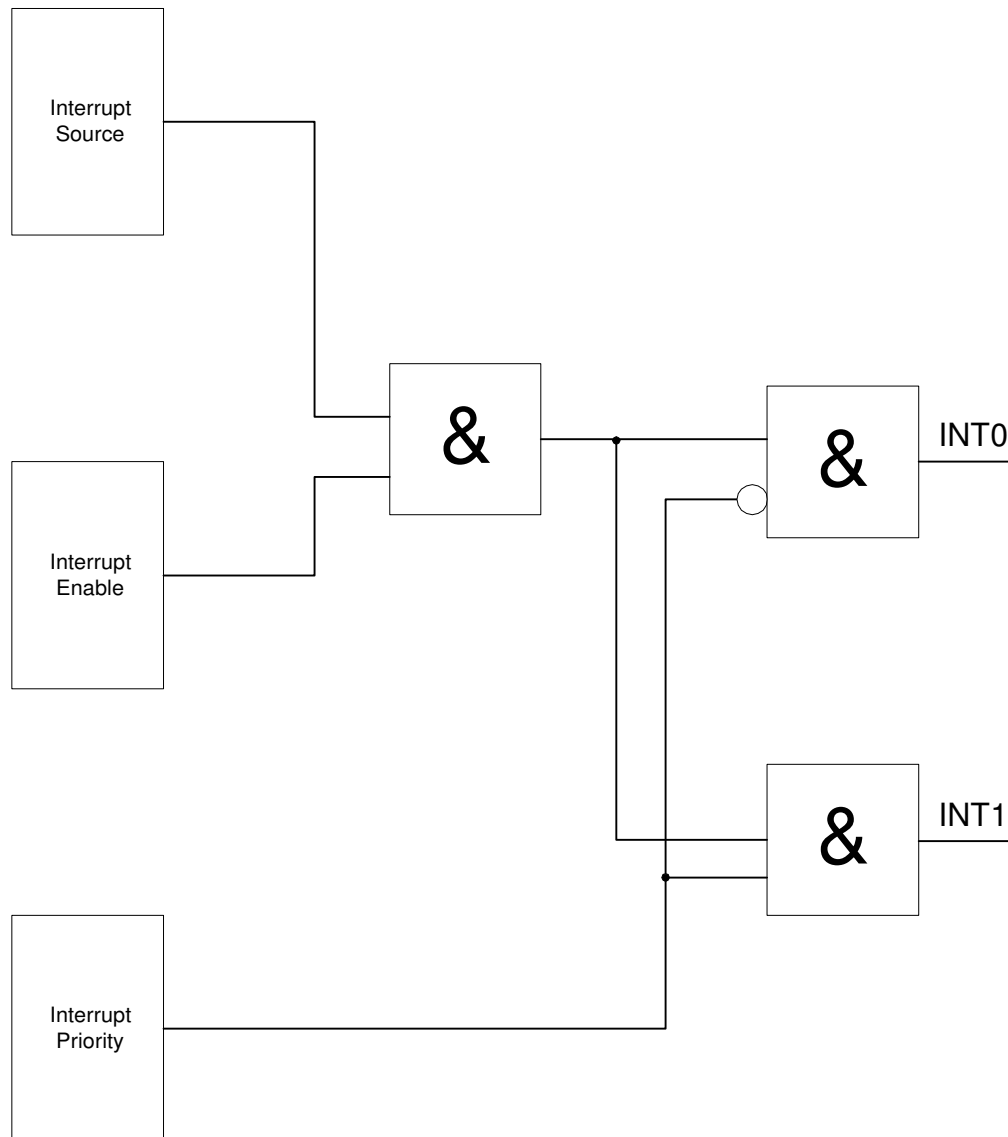 Interrupt
Source
&
&
INT0
Interrupt
Enable
&
INT1
Interrupt
Priority